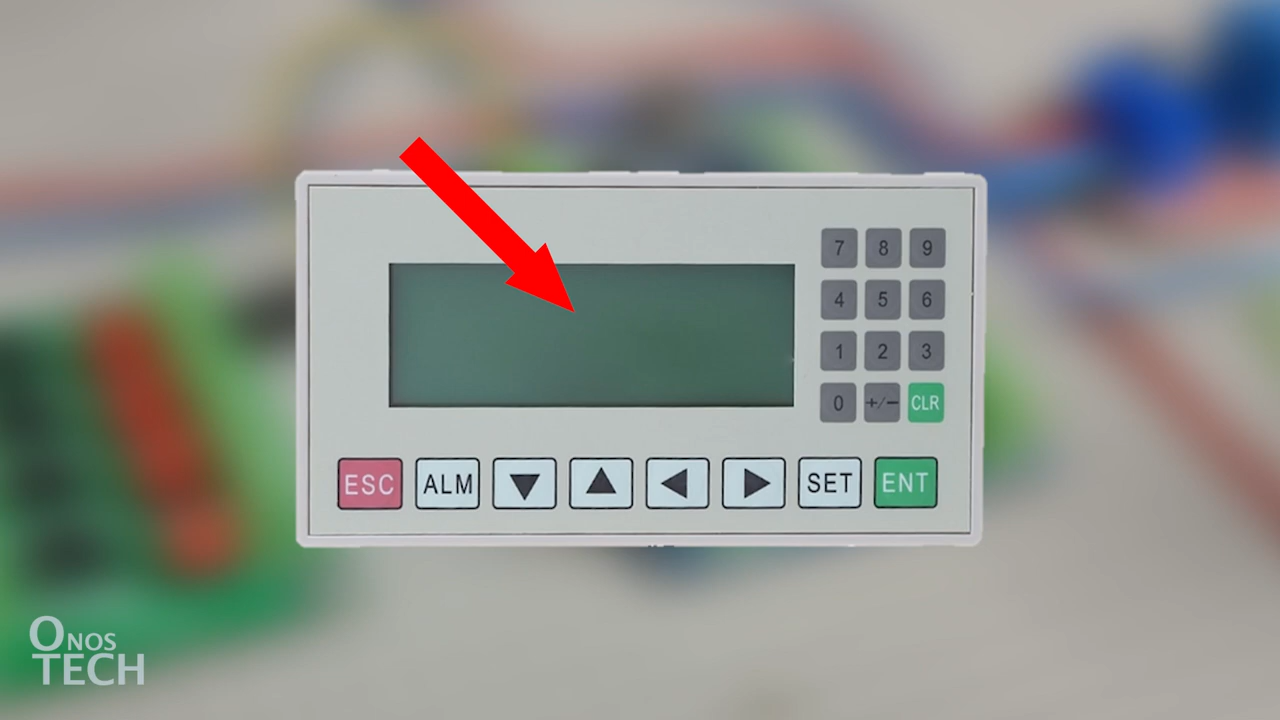 7 8 9
4 5 6
1 2 3
0 +/− CLR
ESC ALM ▼ ▲ ◀ ▶ SET ENT
ONOS
TECH